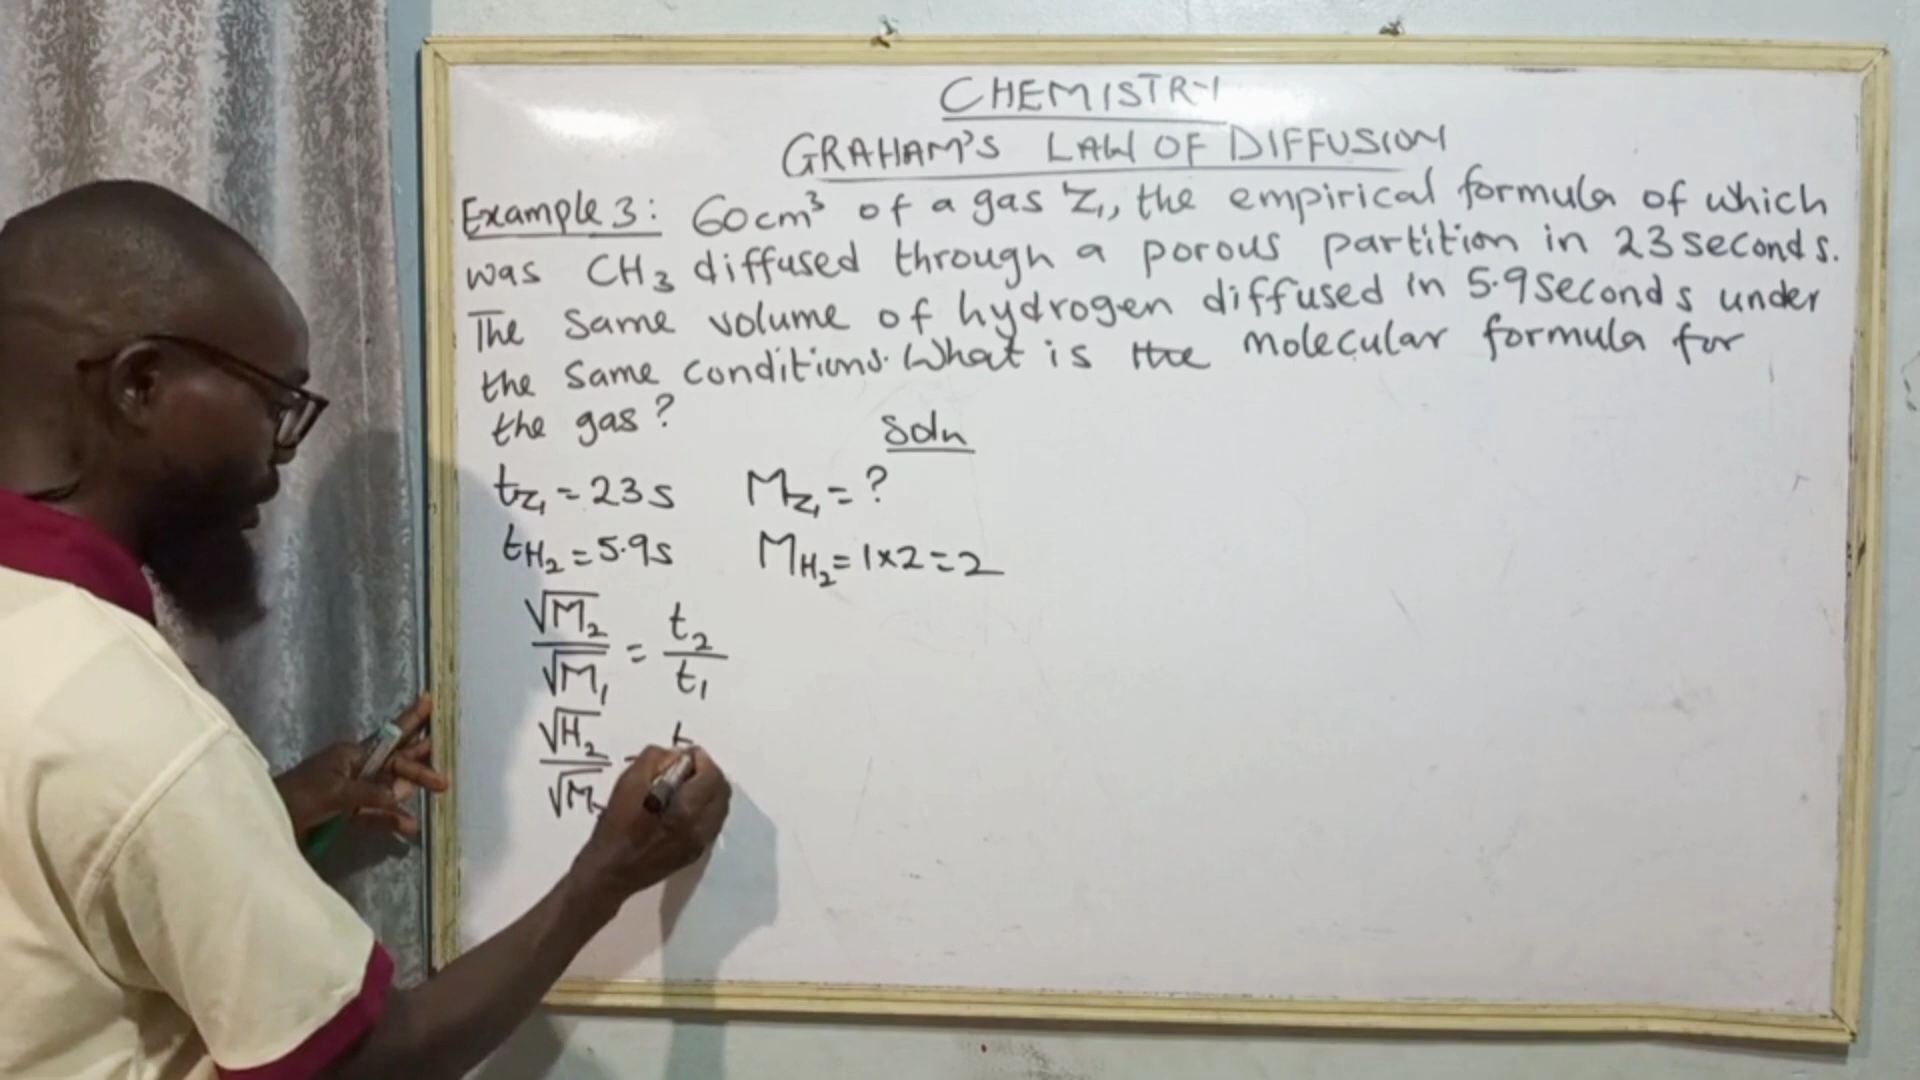 CHEMISTRY
GRAHAM'S LAW OF DIFFUSION
Example 3: 60cm³ of a gas Z₁, the empirical formula of which
was CH₃ diffused through a porous partition in 23 seconds.
The same volume of hydrogen diffused in 5.9 seconds under
the same conditions. What is the molecular formula for
the gas?
Soln
tZ₁ = 23s MZ₁ = ?
tH₂ = 5.9s MH₂ = 1×2 = 2
√M₂/√M₁ = t₂/t₁
√H₂/√M = t